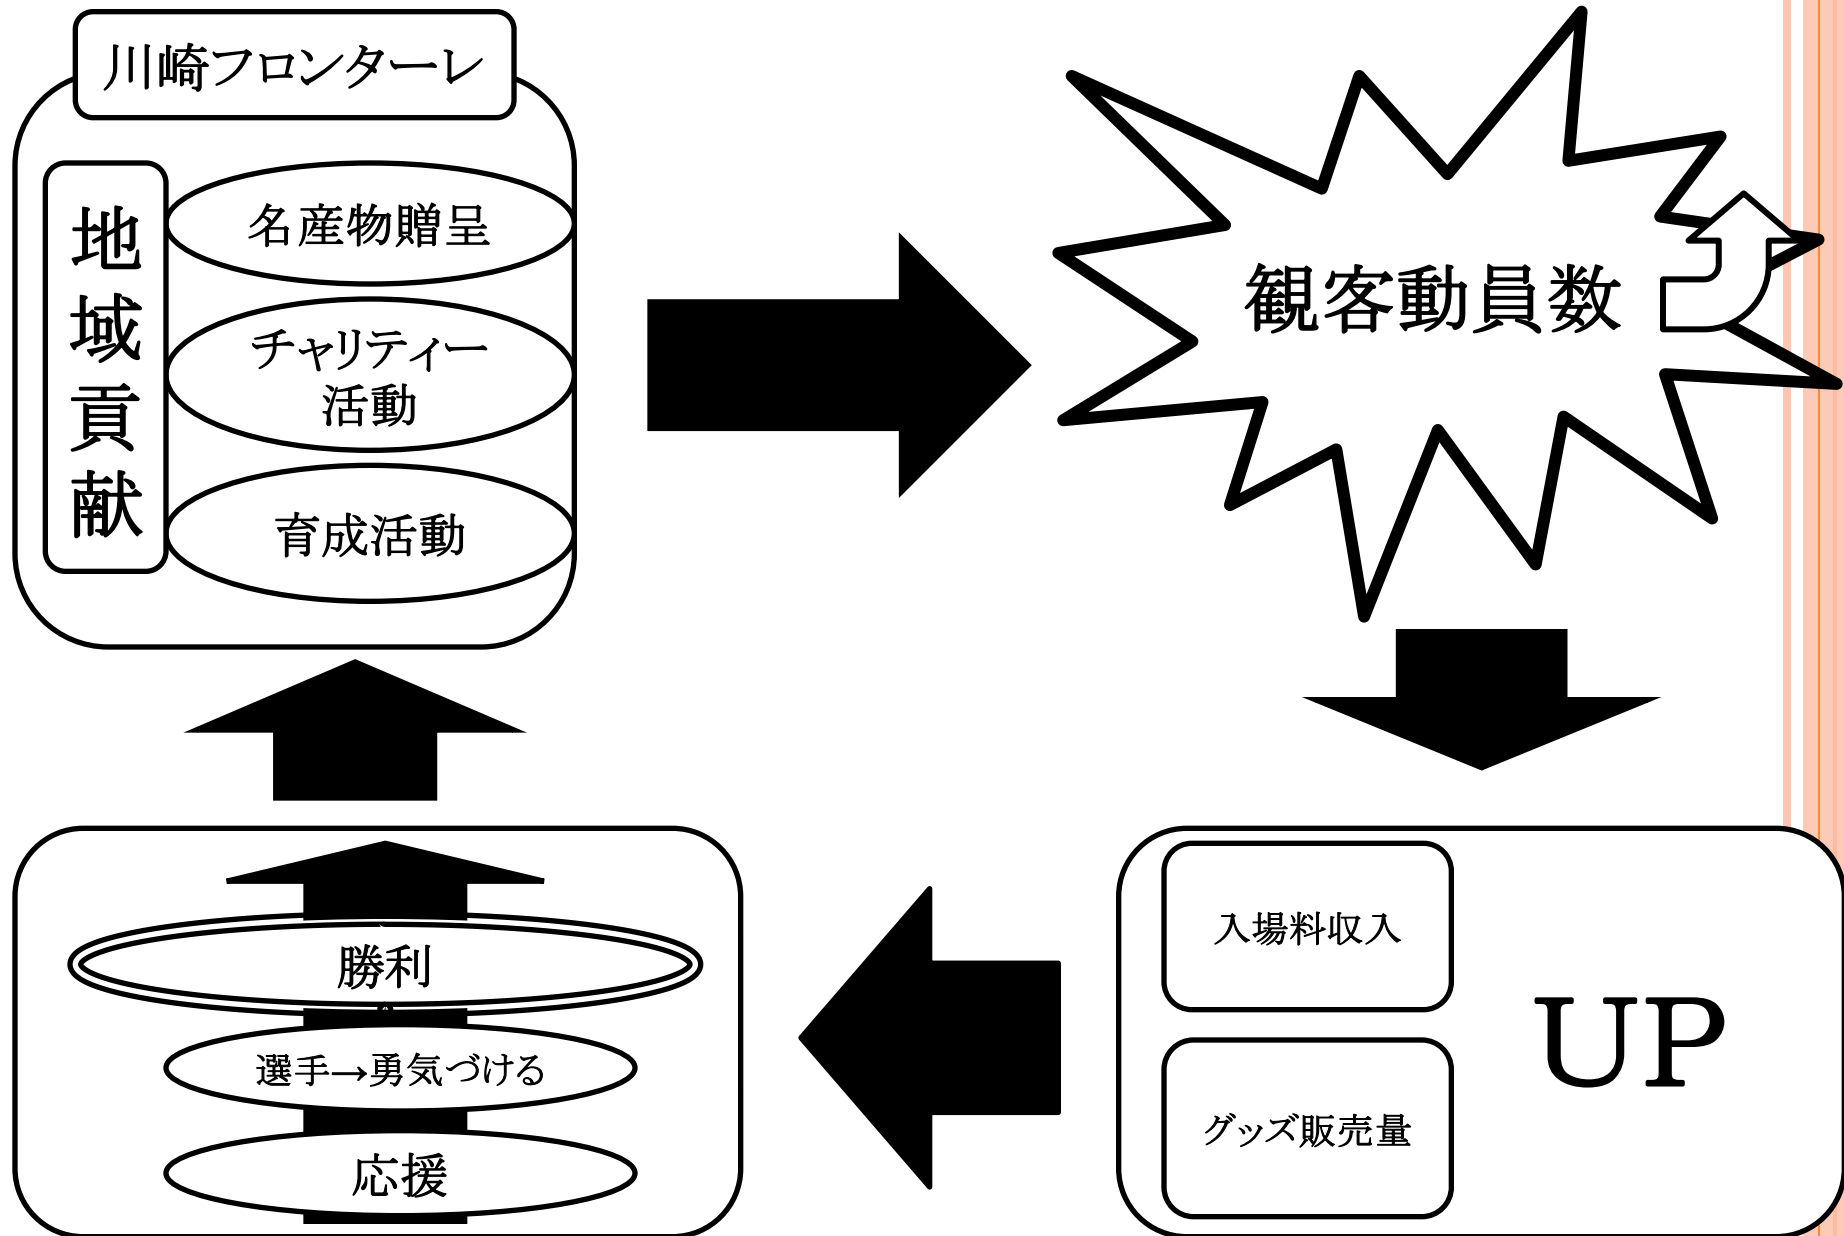 川崎フロンターレ
地域貢献
名産物贈呈
チャリティー
活動
育成活動
観客動員数
入場料収入
グッズ販売量
UP
勝利
選手→勇気づける
応援